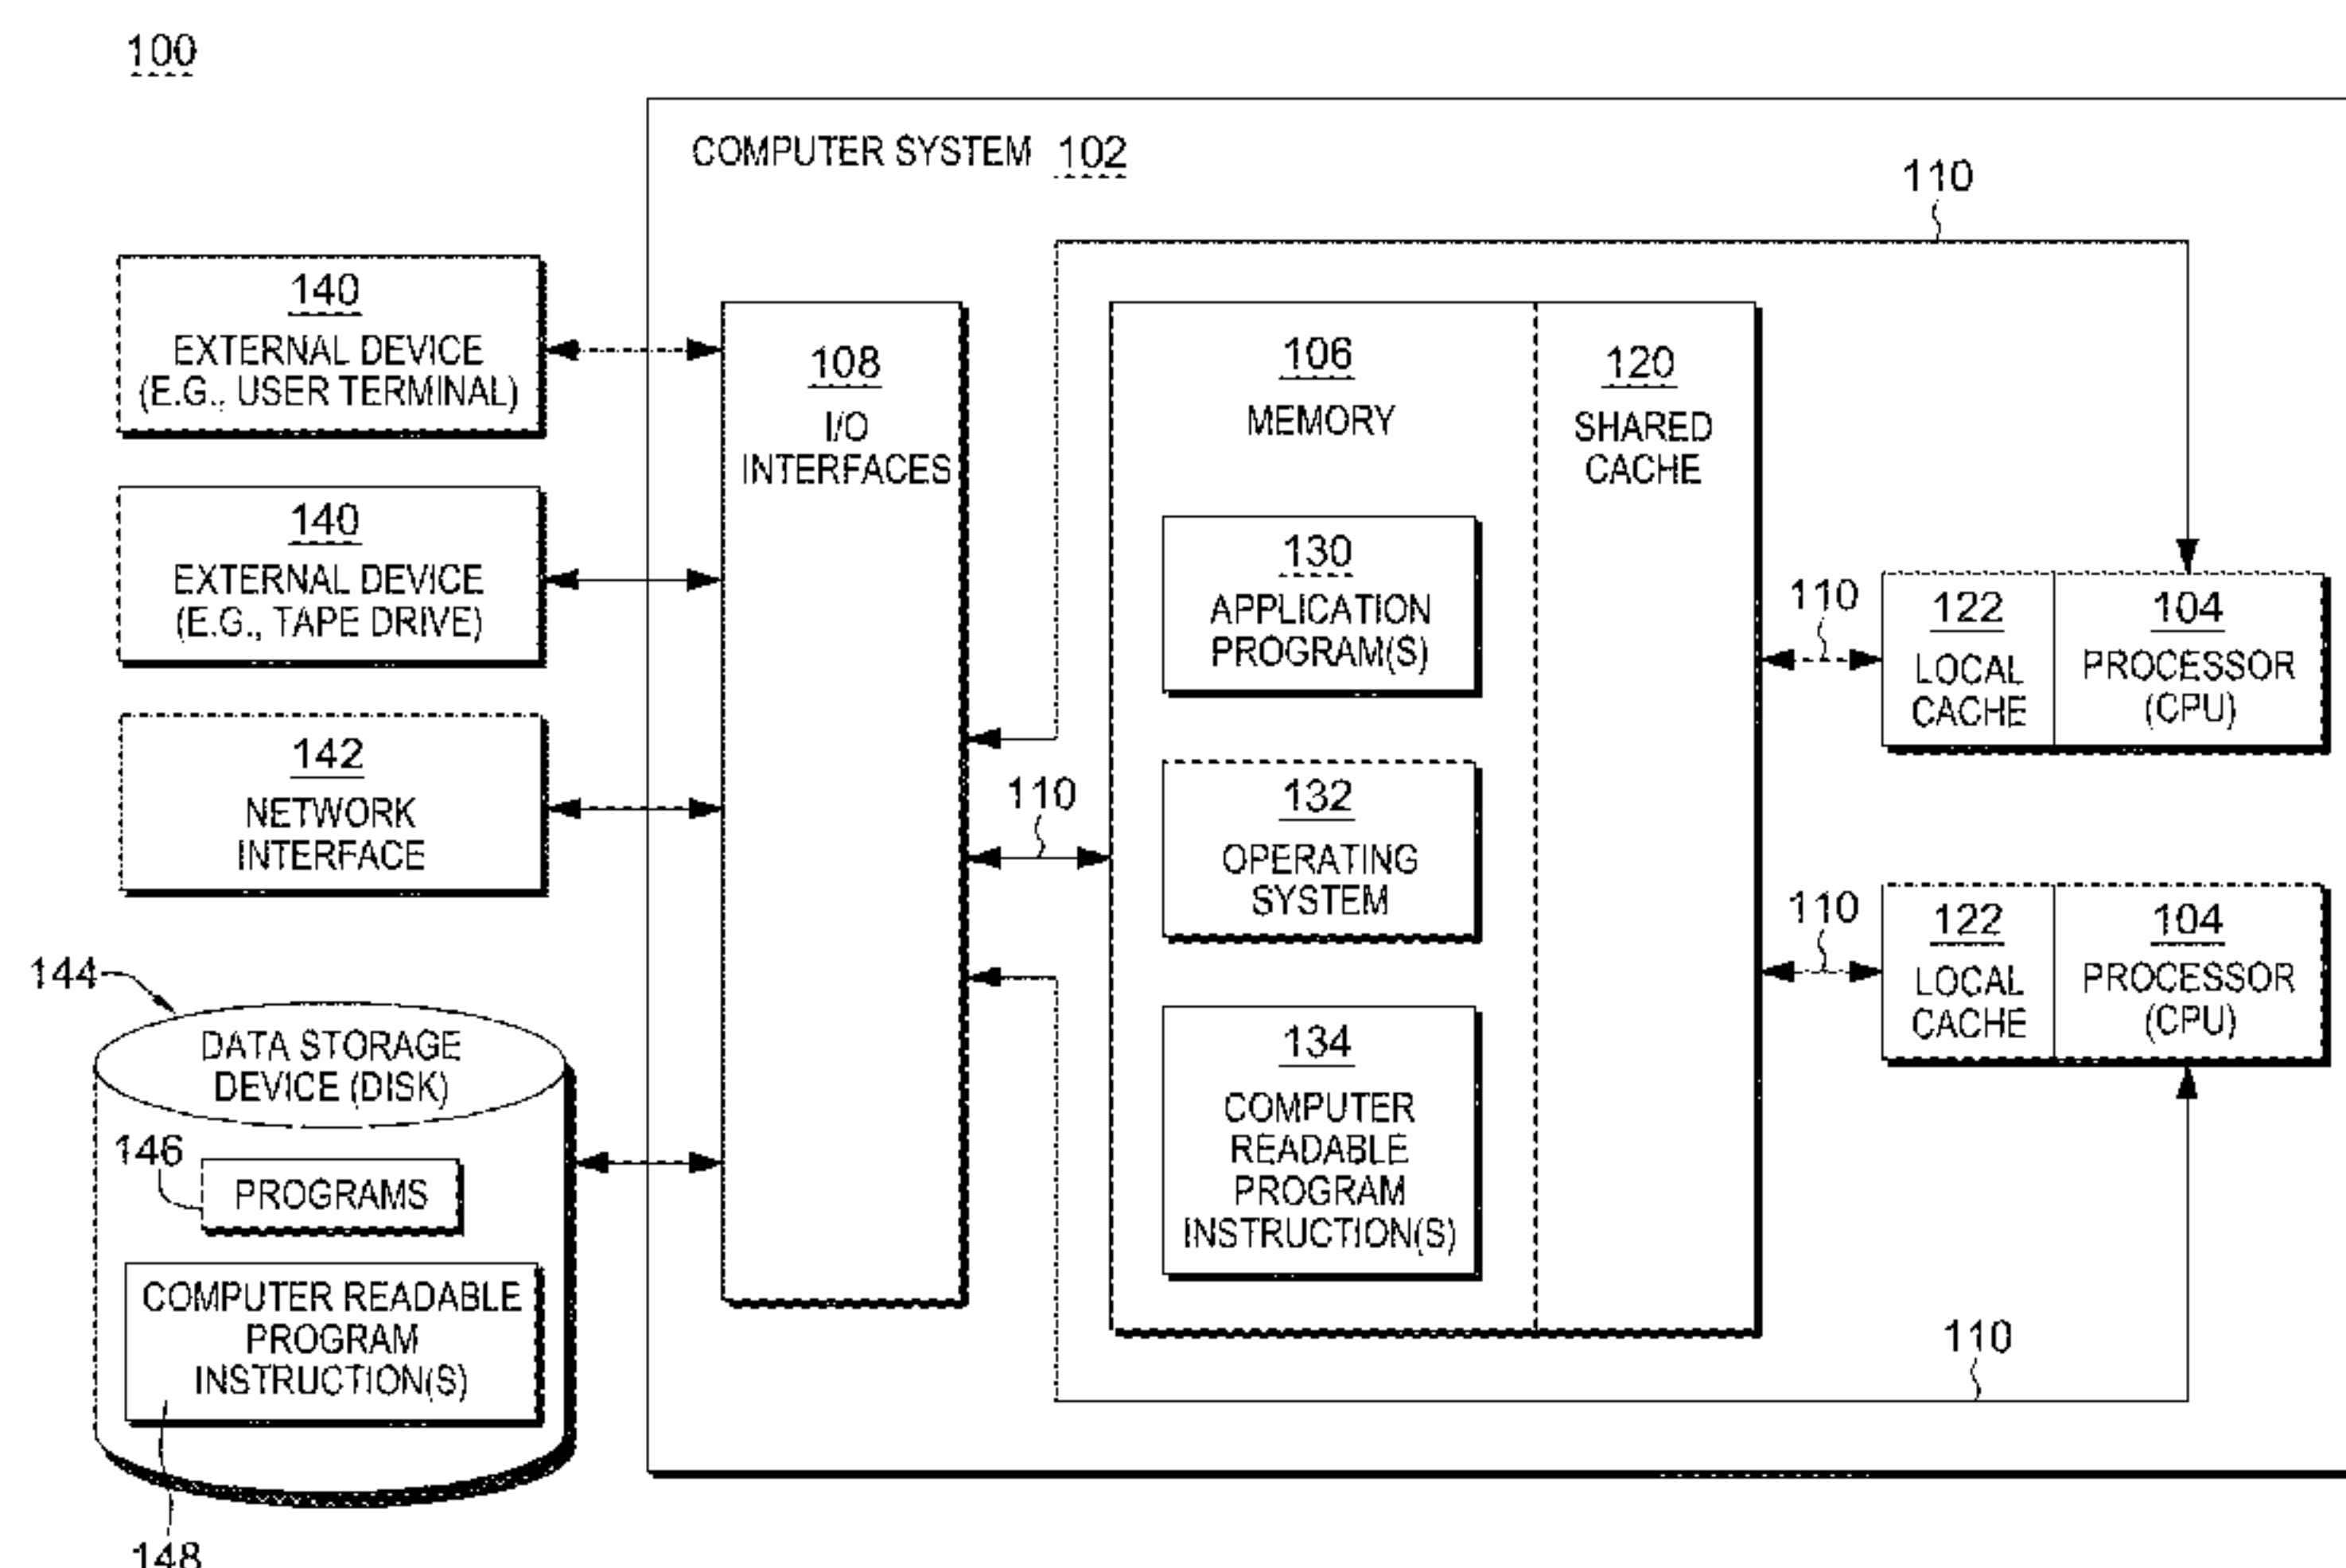 100
COMPUTER SYSTEM 102
110
140
EXTERNAL DEVICE
(E.G., USER TERMINAL)
140
EXTERNAL DEVICE
(E.G., TAPE DRIVE)
142
NETWORK
INTERFACE
144
DATA STORAGE
DEVICE (DISK)
146
PROGRAMS
COMPUTER READABLE
PROGRAM
INSTRUCTION(S)
148
108
I/O
INTERFACES
110
106
MEMORY
130
APPLICATION
PROGRAM(S)
132
OPERATING
SYSTEM
134
COMPUTER
READABLE
PROGRAM
INSTRUCTION(S)
120
SHARED
CACHE
110
122
LOCAL
CACHE
104
PROCESSOR
(CPU)
110
122
LOCAL
CACHE
104
PROCESSOR
(CPU)
110